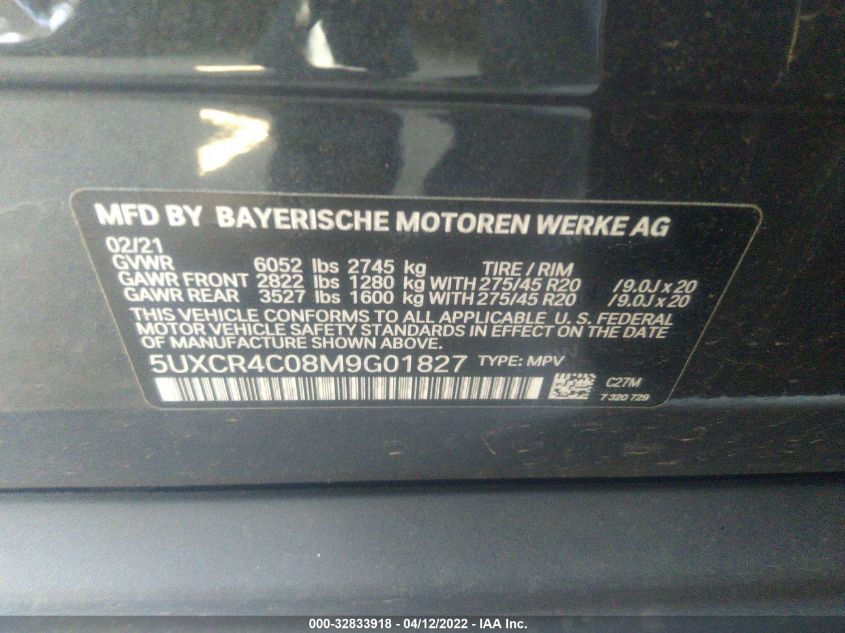 MFD BY BAYERISCHE MOTOREN WERKE AG
02/21
GVWR 6052 lbs 2745 kg TIRE / RIM
GAWR FRONT 2822 lbs 1280 kg WITH 275/45 R20 /9.0J x 20
GAWR REAR 3527 lbs 1600 kg WITH 275/45 R20 /9.0J x 20
THIS VEHICLE CONFORMS TO ALL APPLICABLE U. S. FEDERAL
MOTOR VEHICLE SAFETY STANDARDS IN EFFECT ON THE
DATE OF MANUFACTURE SHOWN ABOVE.
5UXCR4C08M9G01827 TYPE: MPV
C27M
7 320 729
000-32833918 - 04/12/2022 - IAA Inc.